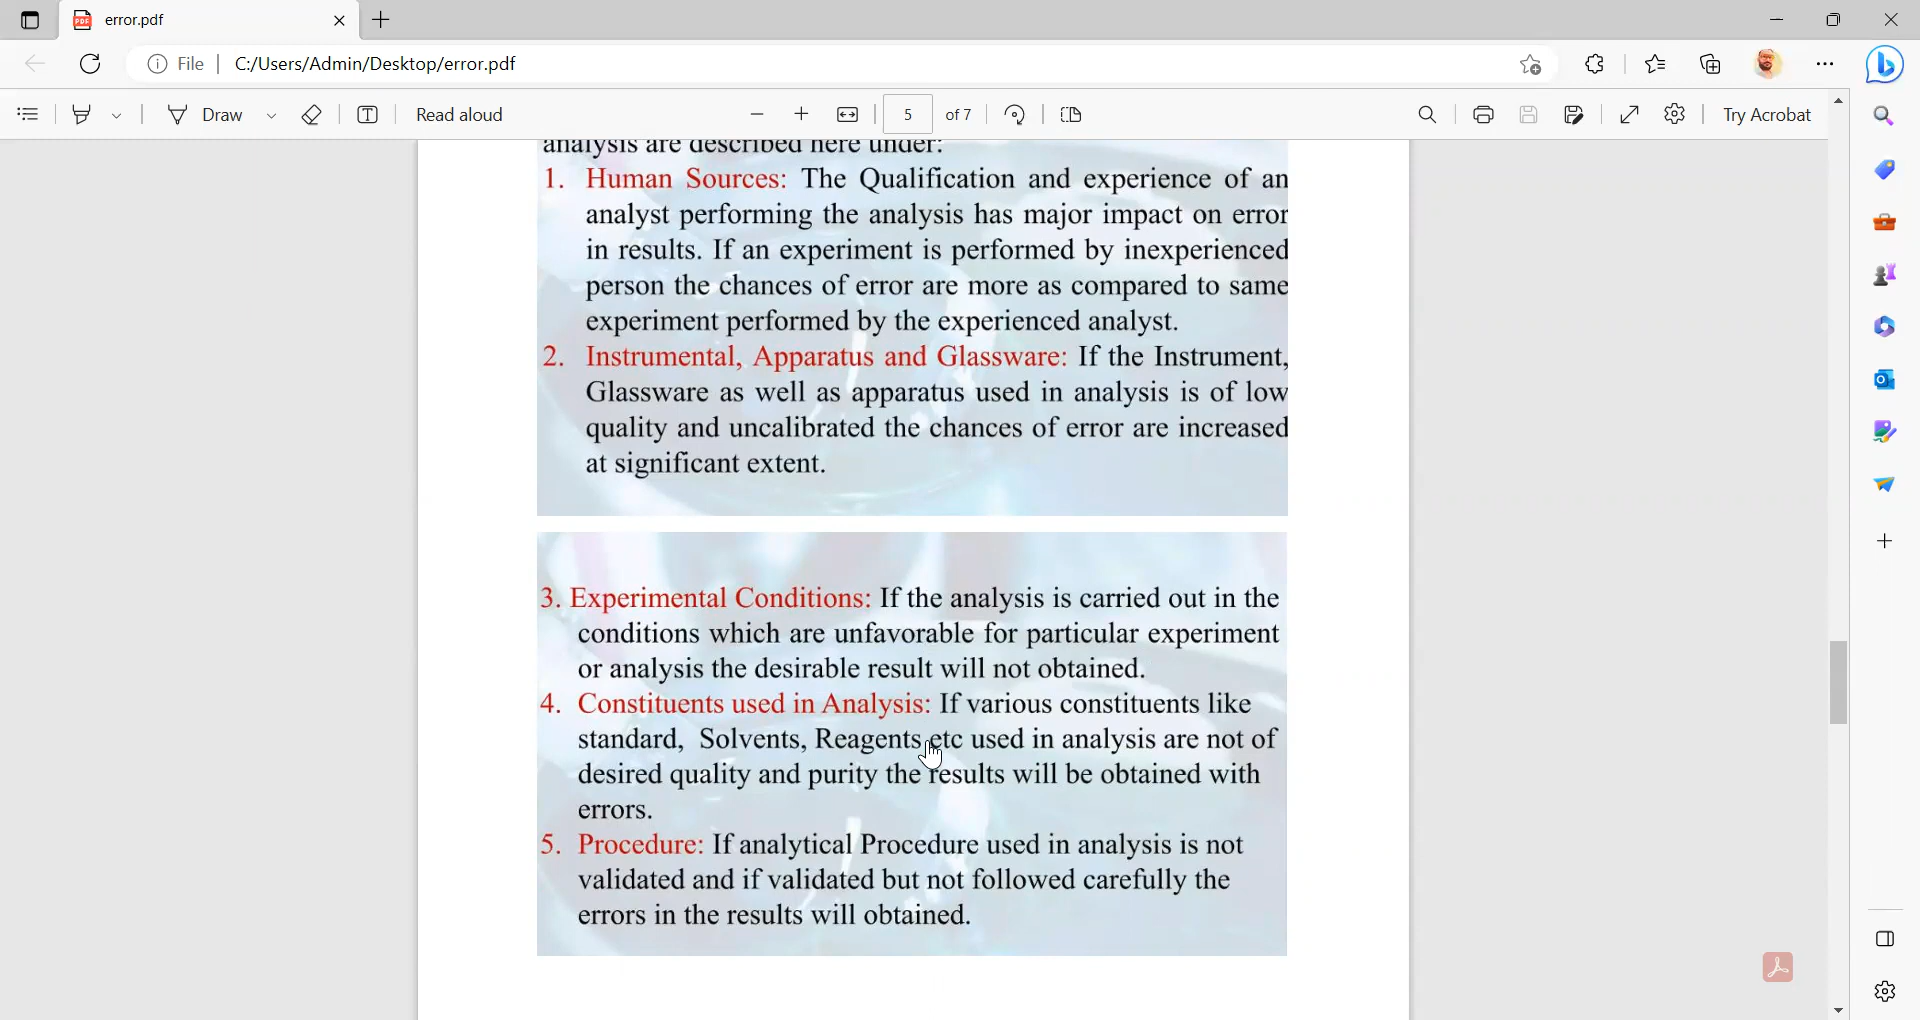 error.pdf
File
C:/Users/Admin/Desktop/error.pdf
Draw
Read aloud
5
of 7
Try Acrobat
analysis are described here under:
1. Human Sources: The Qualification and experience of an
analyst performing the analysis has major impact on error
in results. If an experiment is performed by inexperienced
person the chances of error are more as compared to same
experiment performed by the experienced analyst.
2. Instrumental, Apparatus and Glassware: If the Instrument,
Glassware as well as apparatus used in analysis is of low
quality and uncalibrated the chances of error are increased
at significant extent.
3. Experimental Conditions: If the analysis is carried out in the
conditions which are unfavorable for particular experiment
or analysis the desirable result will not obtained.
4. Constituents used in Analysis: If various constituents like
standard, Solvents, Reagents etc used in analysis are not of
desired quality and purity the results will be obtained with
errors.
5. Procedure: If analytical Procedure used in analysis is not
validated and if validated but not followed carefully the
errors in the results will obtained.